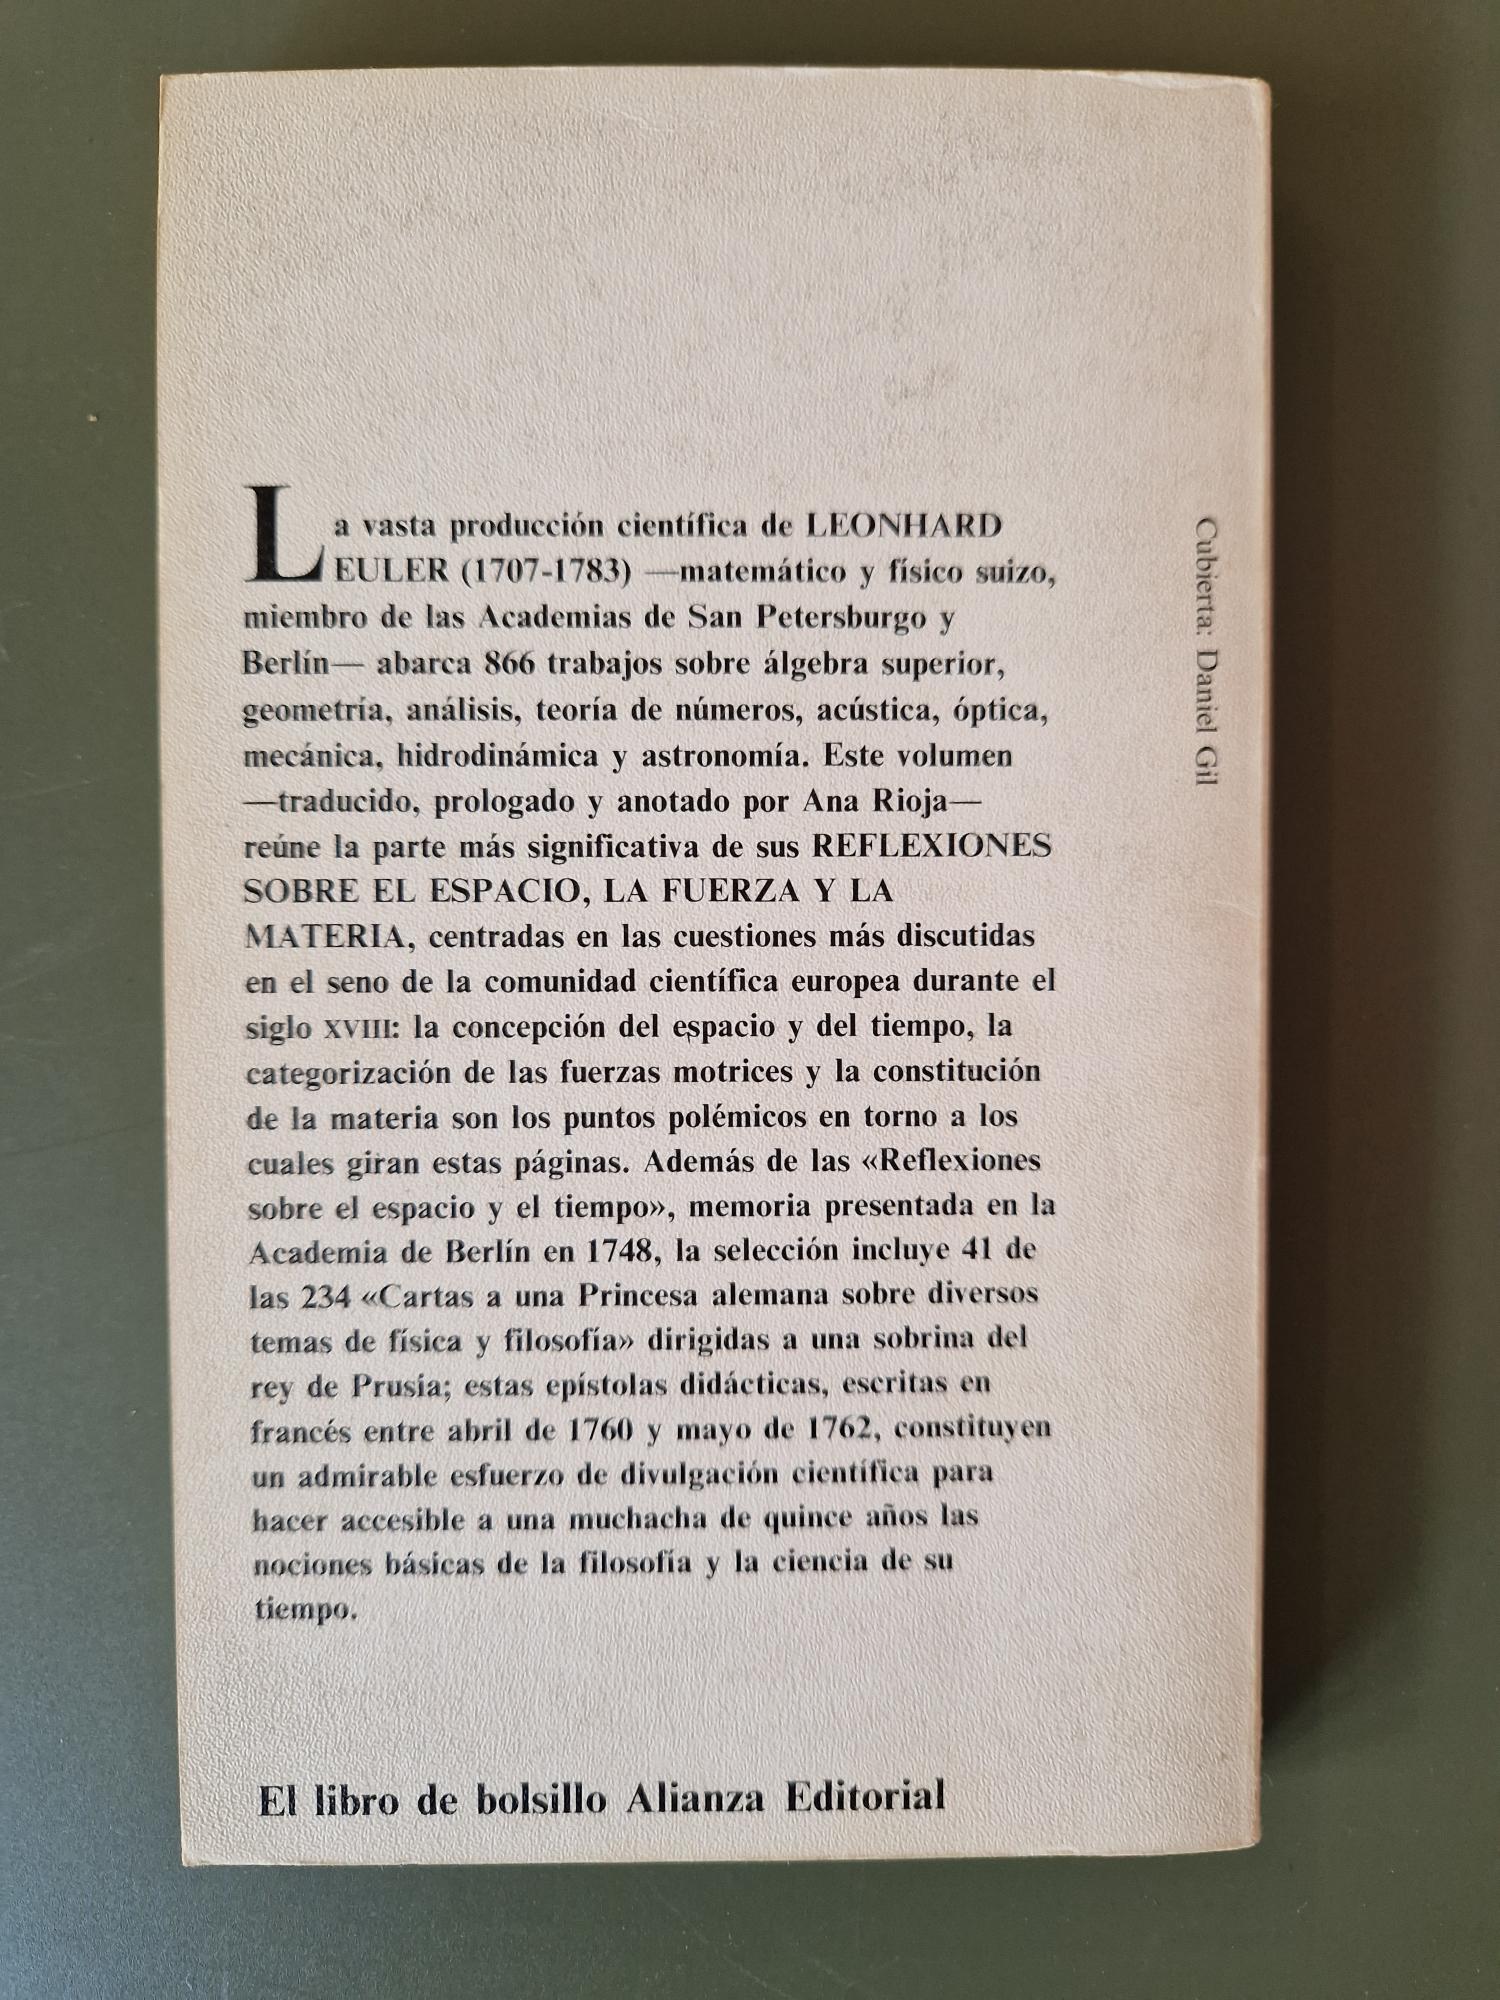 La vasta producción científica de LEONHARD
EULER (1707-1783) —matemático y físico suizo,
miembro de las Academias de San Petersburgo y
Berlín— abarca 866 trabajos sobre álgebra superior,
geometría, análisis, teoría de números, acústica, óptica,
mecánica, hidrodinámica y astronomía. Este volumen
—traducido, prologado y anotado por Ana Rioja—
reúne la parte más significativa de sus REFLEXIONES
SOBRE EL ESPACIO, LA FUERZA Y LA
MATERIA, centradas en las cuestiones más discutidas
en el seno de la comunidad científica europea durante el
siglo XVIII: la concepción del espacio y del tiempo, la
categorización de las fuerzas motrices y la constitución
de la materia son los puntos polémicos en torno a los
cuales giran estas páginas. Además de las «Reflexiones
sobre el espacio y el tiempo», memoria presentada en la
Academia de Berlín en 1748, la selección incluye 41 de
las 234 «Cartas a una Princesa alemana sobre diversos
temas de física y filosofía» dirigidas a una sobrina del
rey de Prusia; estas epístolas didácticas, escritas en
francés entre abril de 1760 y mayo de 1762, constituyen
un admirable esfuerzo de divulgación científica para
hacer accesible a una muchacha de quince años las
nociones básicas de la filosofía y la ciencia de su
tiempo.
El libro de bolsillo Alianza Editorial
Cubierta: Daniel Gil